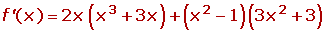 f'(x) = 2x(x³ + 3x) + (x² − 1)(3x² + 3)